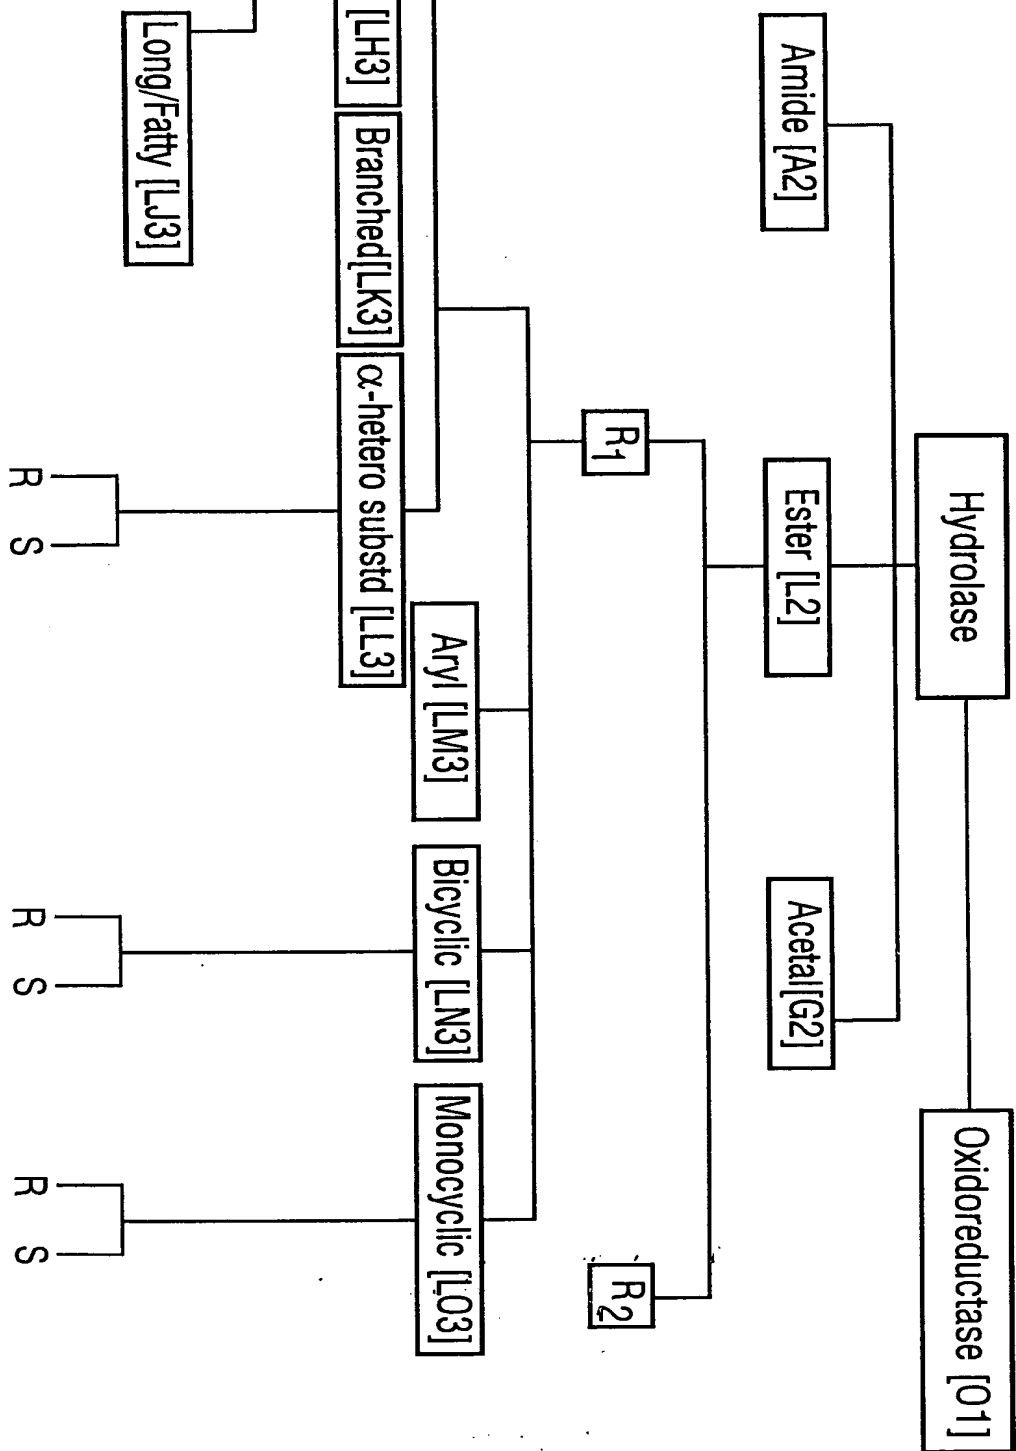 Hydrolase
Oxidoreductase [O1]
Amide [A2]
Ester [L2]
Acetal[G2]
R1
R2
[LH3]
Branched[LK3]
α-hetero substd [LL3]
Aryl [LM3]
Bicyclic [LN3]
Monocyclic [LO3]
Long/Fatty [LJ3]
R S
R S
R S